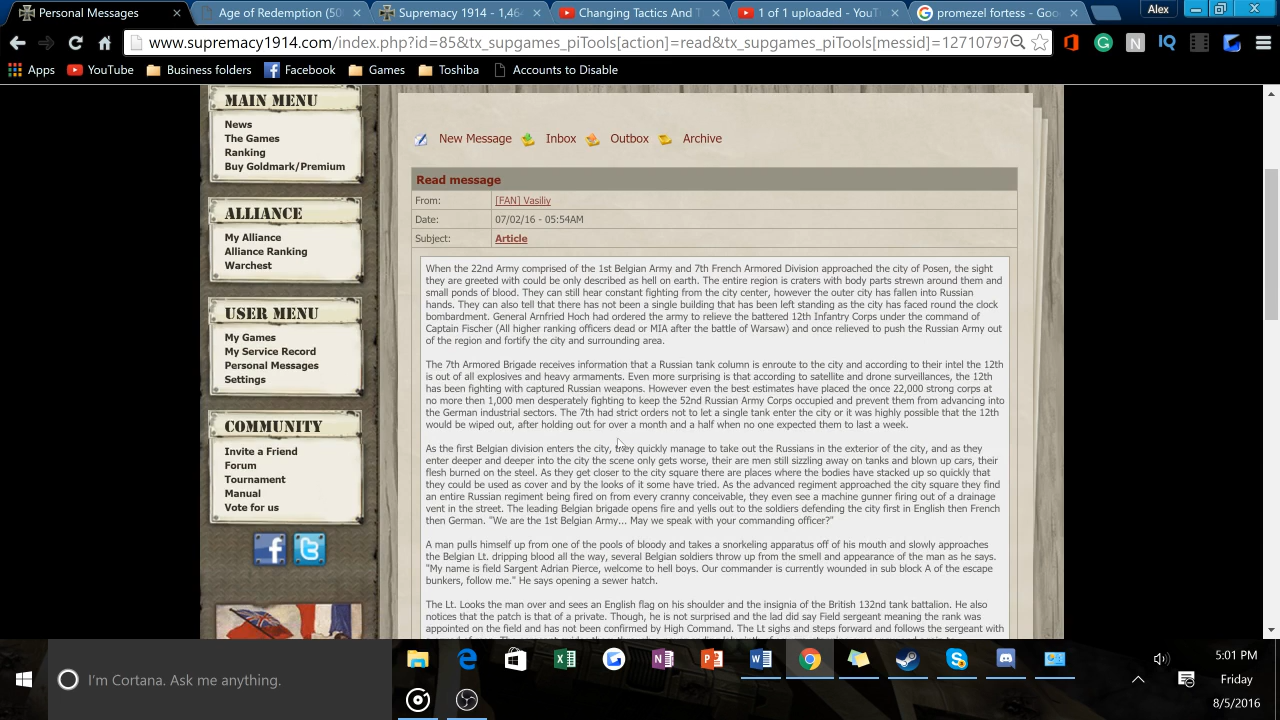 Personal Messages
Age of Redemption (50
Supremacy 1914 - 1,46
Changing Tactics And T
1 of 1 uploaded - YouT
promezel fortess - Goo
Alex
www.supremacy1914.com/index.php?id=85&tx_supgames_piTools[action]=read&tx_supgames_piTools[messid]=12710797
Apps
YouTube
Business folders
Facebook
Games
Toshiba
Accounts to Disable
MAIN MENU
News
The Games
Ranking
Buy Goldmark/Premium
ALLIANCE
My Alliance
Alliance Ranking
Warchest
USER MENU
My Games
My Service Record
Personal Messages
Settings
COMMUNITY
Invite a Friend
Forum
Tournament
Manual
Vote for us
New Message
Inbox
Outbox
Archive
Read message
From: [FAN] Vasiliy
Date: 07/02/16 - 05:54AM
Subject: Article
When the 22nd Army comprised of the 1st Belgian Army and 7th French Armored Division approached the city of Posen, the sight
they are greeted with could be only described as hell on earth. The entire region is craters with body parts strewn around them and
small ponds of blood. They can still hear constant fighting from the city center, however the outer city has fallen into Russian
hands. They can also tell that there has not been a single building that has been left standing as the city has faced round the clock
bombardment. General Arnfried Hoch had ordered the army to relieve the battered 12th Infantry Corps under the command of
Captain Fischer (All higher ranking officers dead or MIA after the battle of Warsaw) and once relieved to push the Russian Army out
of the region and fortify the city and surrounding area.
The 7th Armored Brigade receives information that a Russian tank column is enroute to the city and according to their intel the 12th
is out of all explosives and heavy armaments. Even more surprising is that according to satellite and drone surveillances, the 12th
has been fighting with captured Russian weapons. However even the best estimates have placed the once 22,000 strong corps at
no more then 1,000 men desperately fighting to keep the 52nd Russian Army Corps occupied and prevent them from advancing into
the German industrial sectors. The 7th had strict orders not to let a single tank enter the city or it was highly possible that the 12th
would be wiped out, after holding out for over a month and a half when no one expected them to last a week.
As the first Belgian division enters the city, they quickly manage to take out the Russians in the exterior of the city, and as they
enter deeper and deeper into the city the scene only gets worse, their are men still sizzling away on tanks and blown up cars, their
flesh burned on the steel. As they get closer to the city square there are places where the bodies have stacked up so quickly that
they could be used as cover and by the looks of it some have tried. As the advanced regiment approached the city square they find
an entire Russian regiment being fired on from every cranny conceivable, they even see a machine gunner firing out of a drainage
vent in the street. The leading Belgian brigade opens fire and yells out to the soldiers defending the city first in English then French
then German. "We are the 1st Belgian Army... May we speak with your commanding officer?"
A man pulls himself up from one of the pools of bloody and takes a snorkeling apparatus off of his mouth and slowly approaches
the Belgian Lt. dripping blood all the way, several Belgian soldiers throw up from the smell and appearance of the man as he says.
"My name is field Sargent Adrian Pierce, welcome to hell boys. Our commander is currently wounded in sub block A of the escape
bunkers, follow me." He says opening a sewer hatch.
The Lt. Looks the man over and sees an English flag on his shoulder and the insignia of the British 132nd tank battalion. He also
notices that the patch is that of a private. Though, he is not surprised and the lad did say Field sergeant meaning the rank was
appointed on the field and has not been confirmed by High Command. The Lt sighs and steps forward and follows the sergeant with
I'm Cortana. Ask me anything.
5:01 PM
Friday
8/5/2016